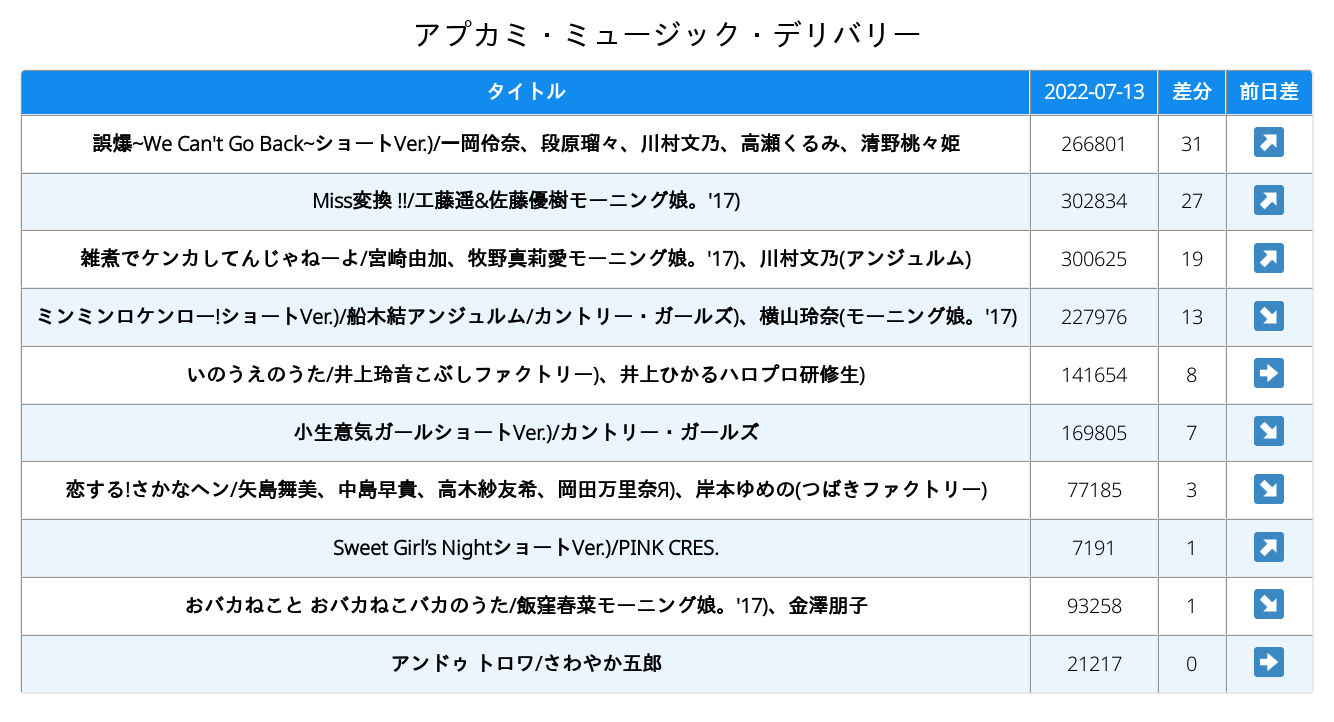 アプカミ・ミュージック・デリバリー
タイトル 2022-07-13 差分 前日差
誤爆~We Can't Go Back~ショートVer.)/一岡伶奈、段原瑠々、川村文乃、高瀬くるみ、清野桃々姫 266801 31
Miss変換 !!/工藤遥&佐藤優樹モーニング娘。'17) 302834 27
雑煮でケンカしてんじゃねーよ/宮崎由加、牧野真莉愛モーニング娘。'17)、川村文乃(アンジュルム) 300625 19
ミンミンロケンロー!ショートVer.)/船木結アンジュルム/カントリー・ガールズ)、横山玲奈(モーニング娘。'17) 227976 13
いのうえのうた/井上玲音こぶしファクトリー)、井上ひかるハロプロ研修生) 141654 8
小生意気ガールショートVer.)/カントリー・ガールズ 169805 7
恋する!さかなヘン/矢島舞美、中島早貴、高木紗友希、岡田万里奈Я)、岸本ゆめの(つばきファクトリー) 77185 3
Sweet Girl’s NightショートVer.)/PINK CRES. 7191 1
おバカねこと おバカねこバカのうた/飯窪春菜モーニング娘。'17)、金澤朋子 93258 1
アンドゥ トロワ/さわやか五郎 21217 0